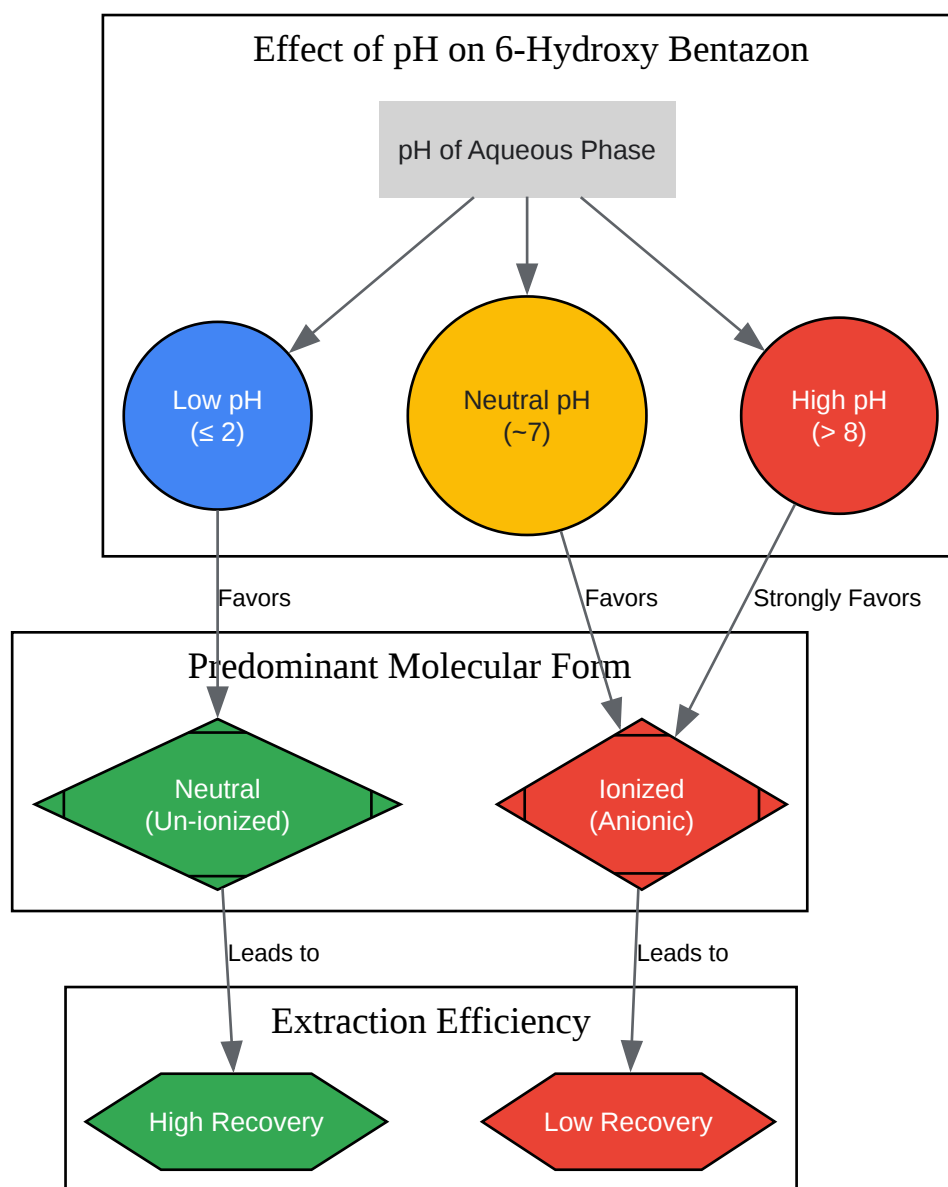 Effect of pH on 6-Hydroxy Bentazon
pH of Aqueous Phase
Low pH
(≤ 2)
Neutral pH
(~7)
High pH
(> 8)
Favors
Favors
Strongly Favors
Predominant Molecular Form
Neutral
(Un-ionized)
Ionized
(Anionic)
Leads to
Leads to
Extraction Efficiency
High Recovery
Low Recovery